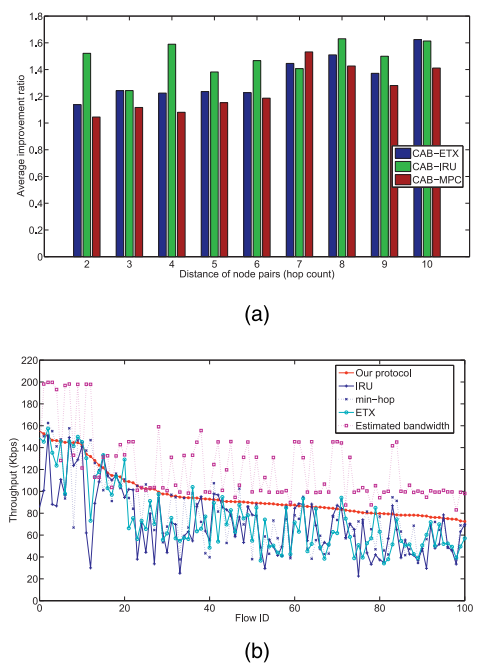 1.8
1.6
1.4
1.2
1
0.8
0.6
0.4
0.2
0
Average improvement ratio
CAB-ETX
CAB-IRU
CAB-MPC
2 3 4 5 6 7 8 9 10
Distance of node pairs (hop count)
(a)
220
200
180
160
140
120
100
80
60
40
20
0
Throughput (Kbps)
Our protocol
IRU
min-hop
ETX
Estimated bandwidth
0 20 40 60 80 100
Flow ID
(b)